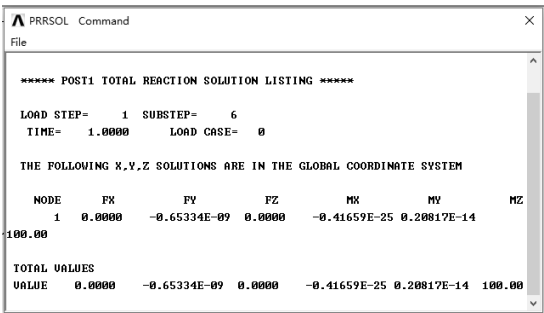 PRRSOL Command
File
***** POST1 TOTAL REACTION SOLUTION LISTING *****
LOAD STEP= 1 SUBSTEP= 6
TIME= 1.0000 LOAD CASE= 0
THE FOLLOWING X,Y,Z SOLUTIONS ARE IN THE GLOBAL COORDINATE SYSTEM
NODE FX FY FZ MX MY MZ
1 0.0000 -0.65334E-09 0.0000 -0.41659E-25 0.20817E-14
100.00
TOTAL VALUES
VALUE 0.0000 -0.65334E-09 0.0000 -0.41659E-25 0.20817E-14 100.00